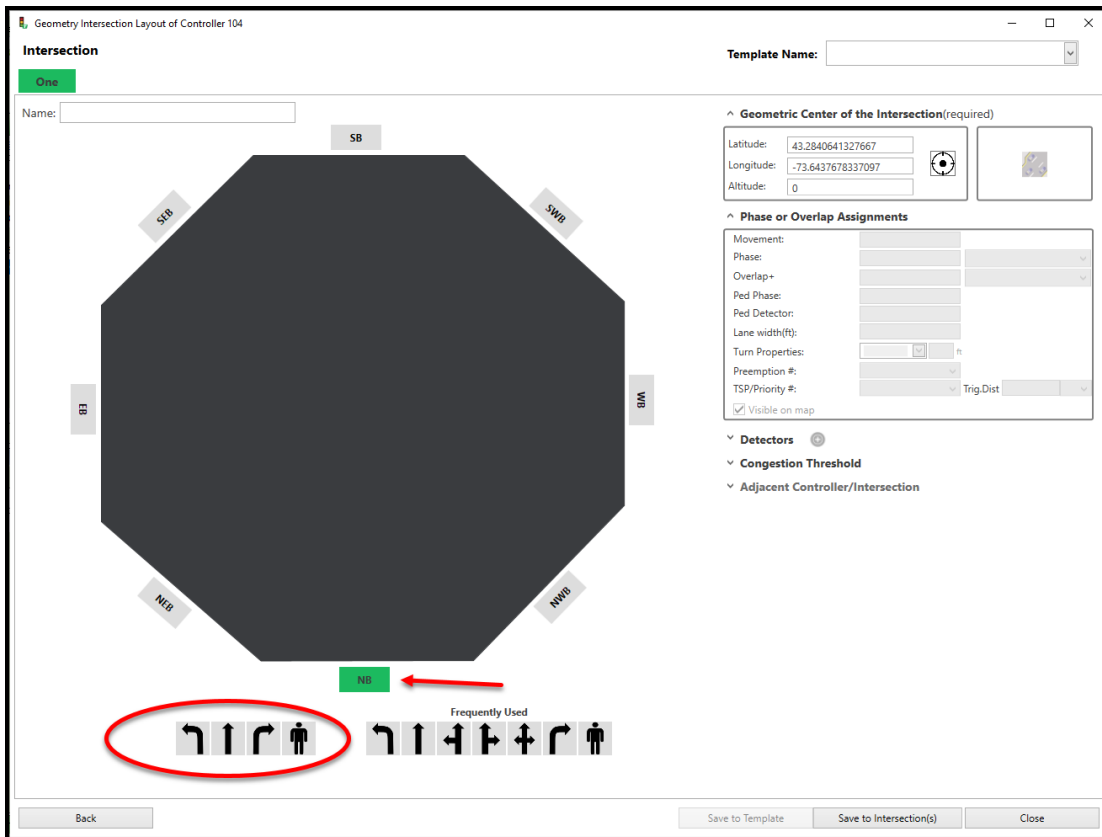 Geometry Intersection Layout of Controller 104
Intersection
Template Name:
One
Name:
SB
SEB
SWB
EB
WB
NEB
NWB
NB
Frequently Used
Geometric Center of the Intersection(required)
Latitude: 43.2840641327667
Longitude: -73.6437678337097
Altitude: 0
Phase or Overlap Assignments
Movement:
Phase:
Overlap+
Ped Phase:
Ped Detector:
Lane width(ft):
Turn Properties: ft
Preemption #:
TSP/Priority #: Trig.Dist
Visible on map
Detectors
Congestion Threshold
Adjacent Controller/Intersection
Back
Save to Template
Save to Intersection(s)
Close